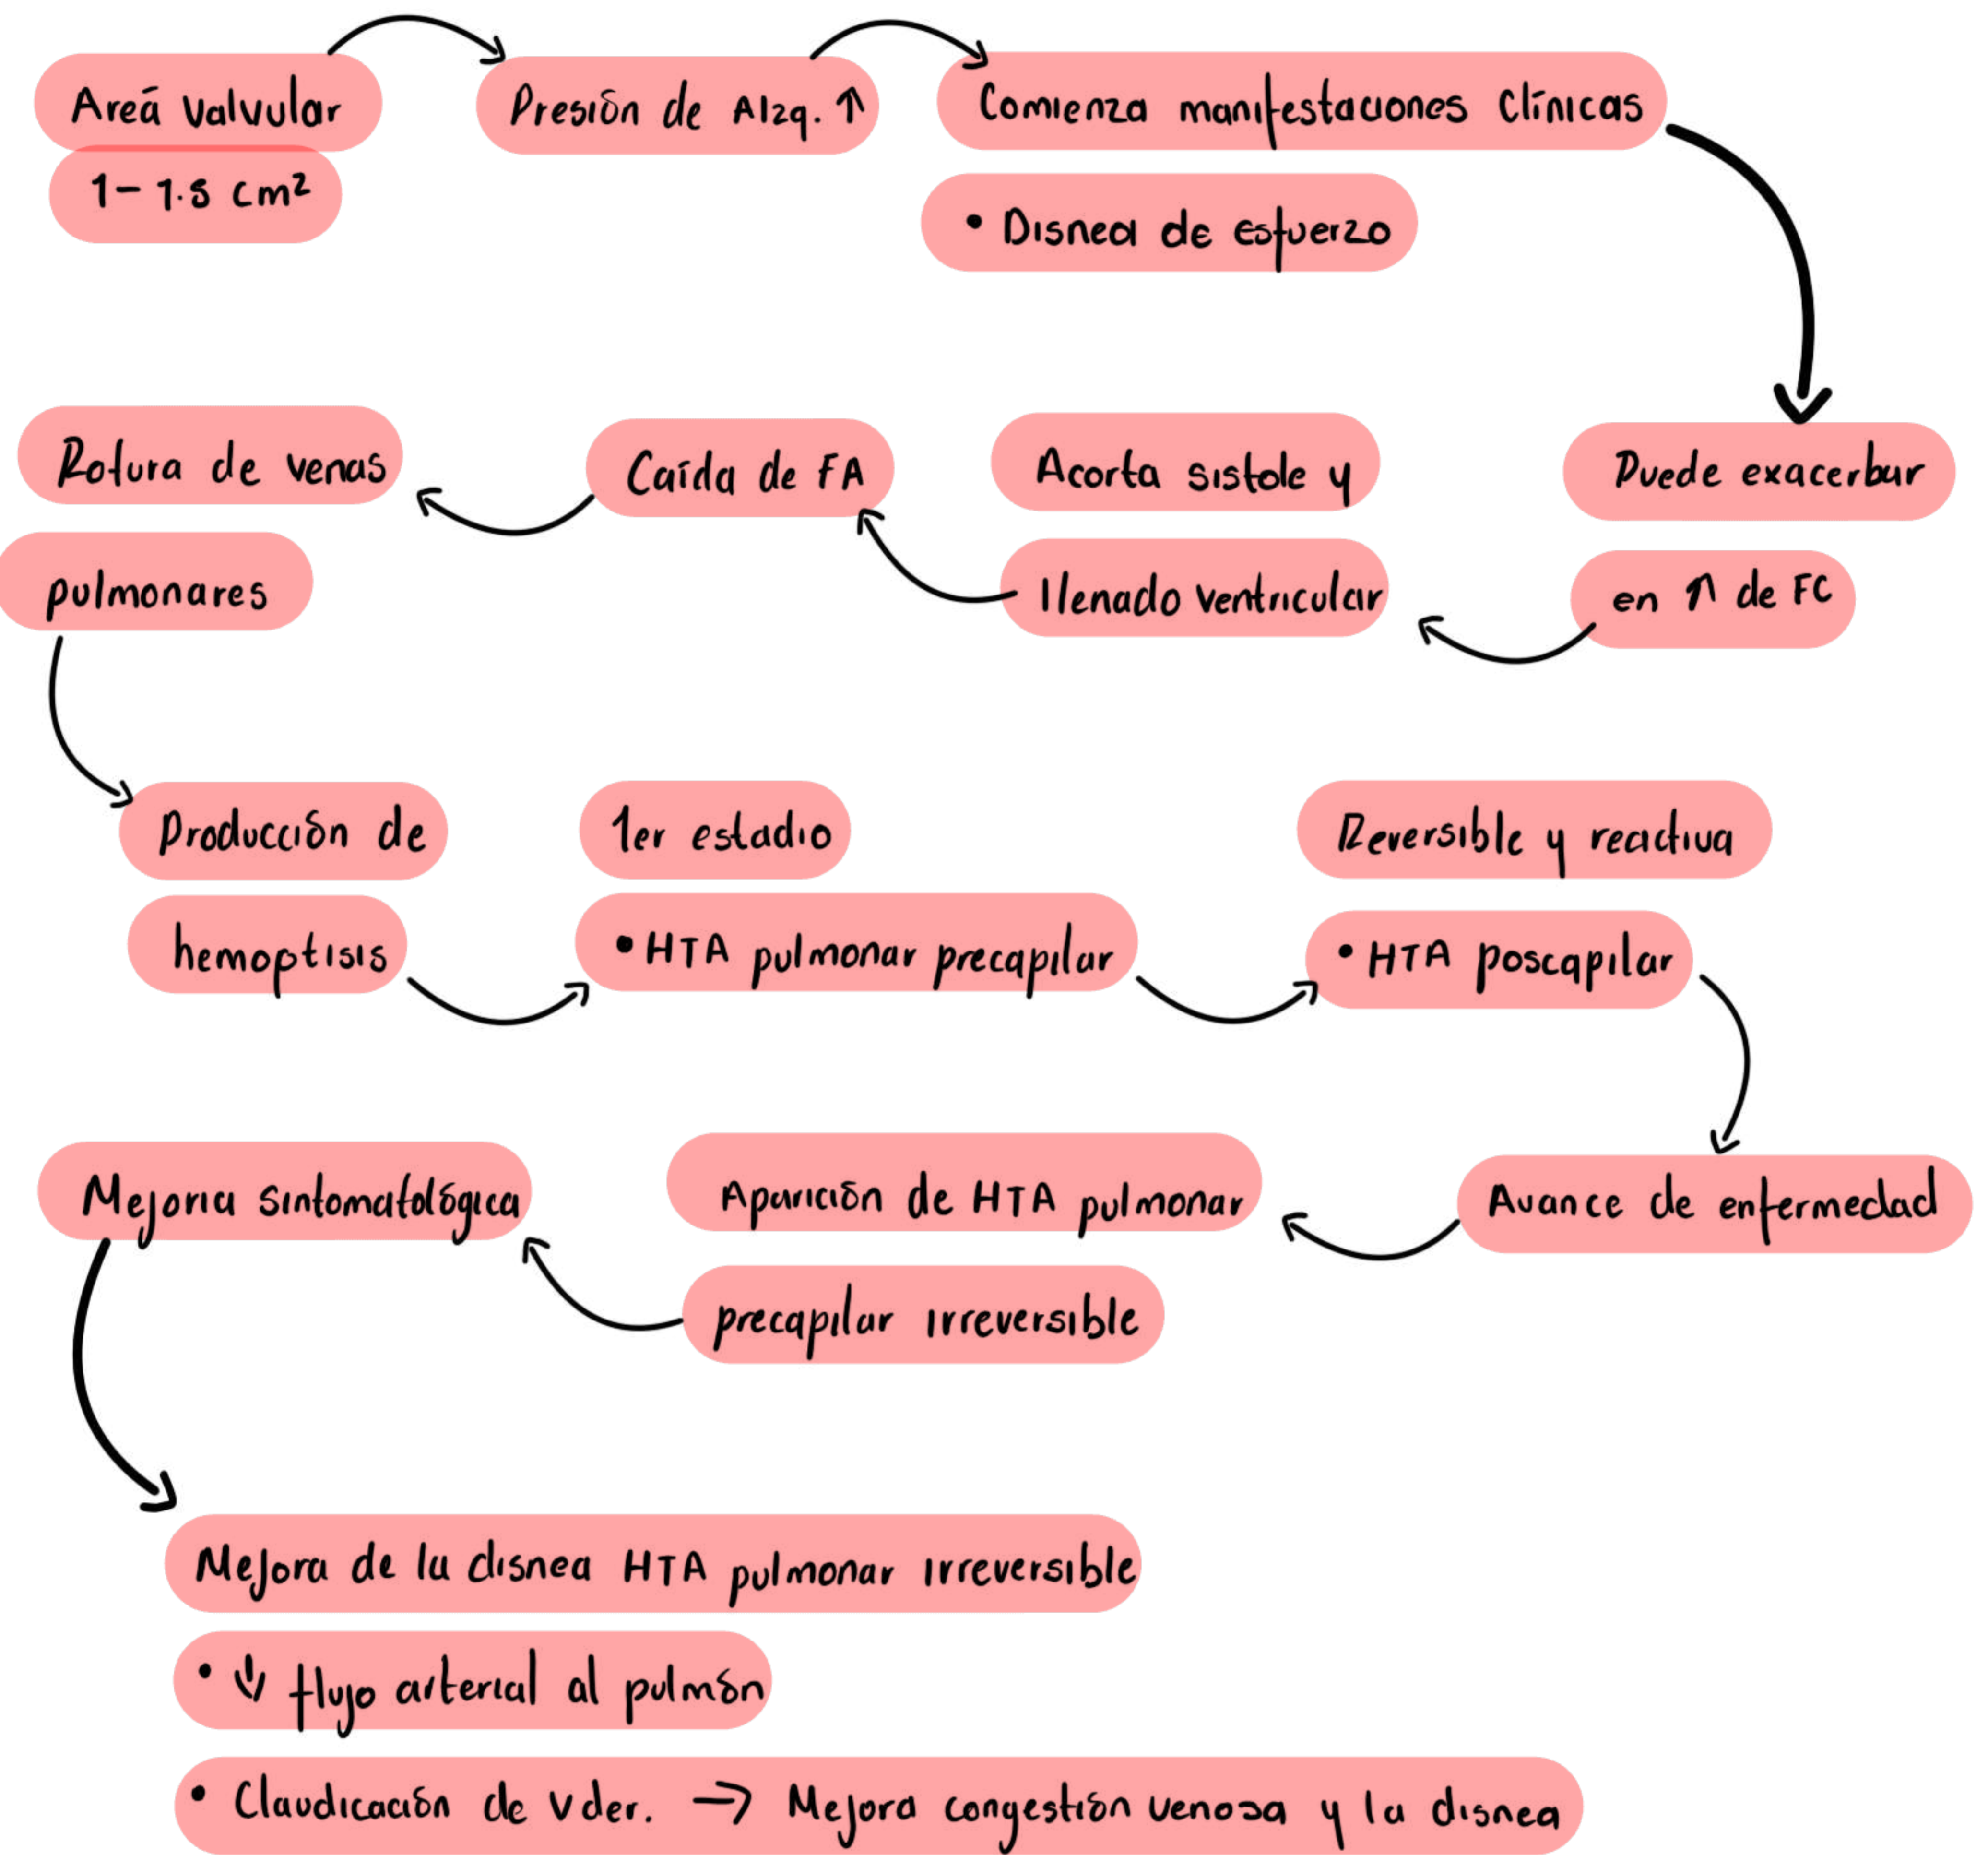 Areá valvular
1-1.5 cm²
Presión de AIzq. ↑
Comienza manifestaciones clínicas
• Disnea de esfuerzo
Puede exacerbar
en ↑ de FC
Acorta sistole y
llenado ventricular
Caída de FA
Rotura de venas
pulmonares
Producción de
hemoptisis
1er estadio
• HTA pulmonar precapilar
Reversible y reactiva
• HTA poscapilar
Avance de enfermedad
Aparición de HTA pulmonar
precapilar irreversible
Mejoria sintomatológica
Mejora de la disnea HTA pulmonar irreversible
• ↓ flujo arterial al pulmón
• Claudicación de Vder. → Mejora congestión venosa y la disnea